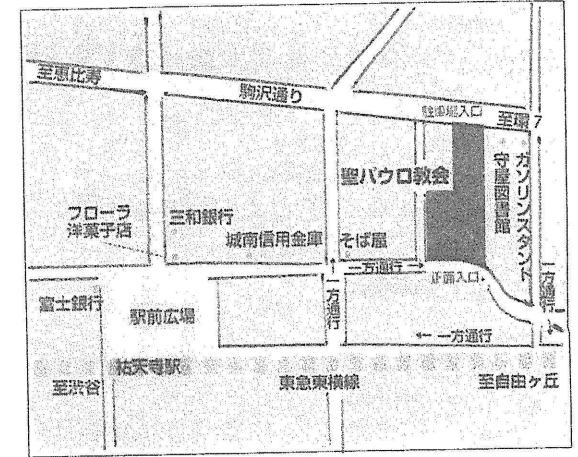 至恵比寿
駒沢通り
駐車場入口
至環7
聖パウロ教会
守屋図書館
ガソリンスタンド
フローラ
洋菓子店
三和銀行
城南信用金庫
そば屋
一方通行→
正面入口
一方通行
一方通行
富士銀行
駅前広場
←一方通行
祐天寺駅
至渋谷
東急東横線
至自由ヶ丘